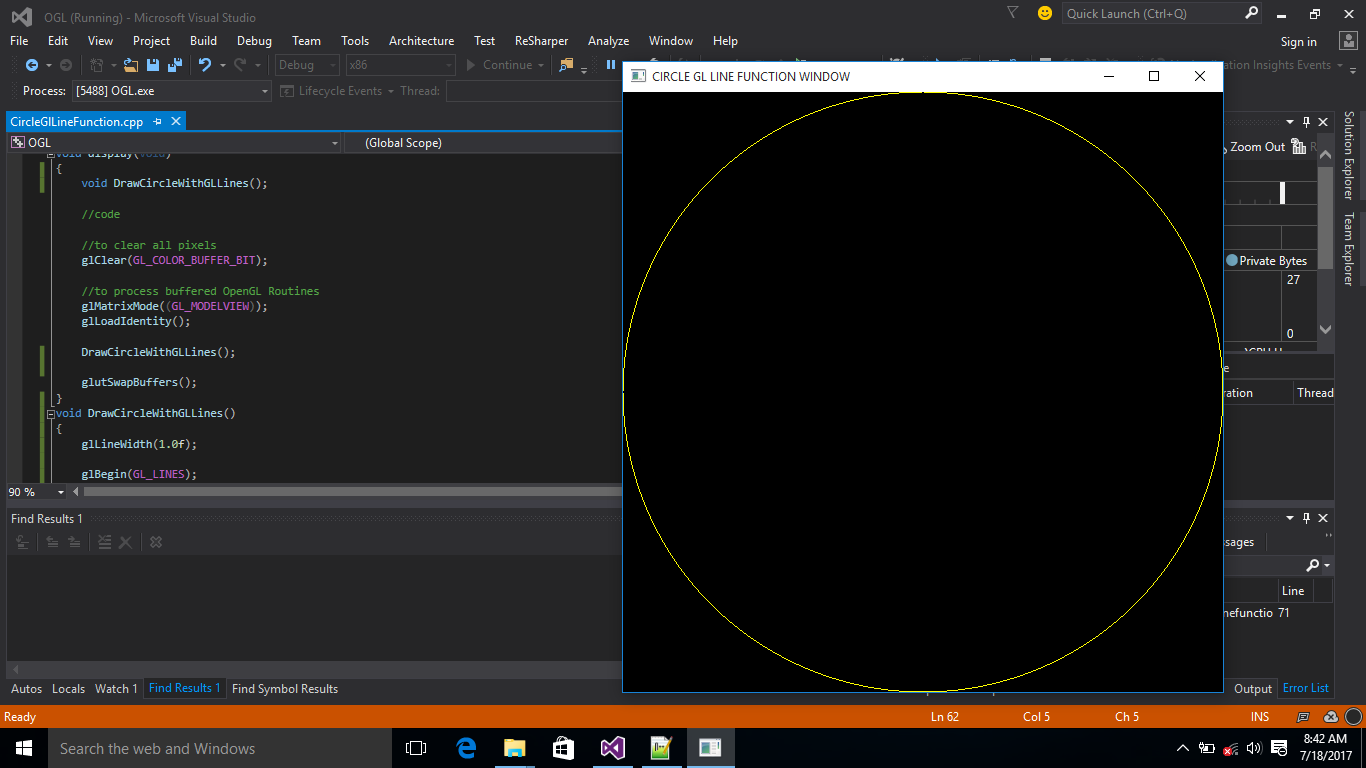 OGL (Running) - Microsoft Visual Studio
Quick Launch (Ctrl+Q)
File Edit View Project Build Debug Team Tools Architecture Test ReSharper Analyze Window Help
Sign in
Debug x86 Continue
Insights Events
Process: [5488] OGL.exe Lifecycle Events Thread:
CircleGlLineFunction.cpp
OGL (Global Scope)
void display(void)
{
void DrawCircleWithGLLines();
//code
//to clear all pixels
glClear(GL_COLOR_BUFFER_BIT);
//to process buffered OpenGL Routines
glMatrixMode((GL_MODELVIEW));
glLoadIdentity();
DrawCircleWithGLLines();
glutSwapBuffers();
}
void DrawCircleWithGLLines()
{
glLineWidth(1.0f);
glBegin(GL_LINES);
90 %
Find Results 1
Autos Locals Watch 1 Find Results 1 Find Symbol Results
CIRCLE GL LINE FUNCTION WINDOW
Zoom Out
Private Bytes
27
0
ration Thread
ssages
Line
nefunctio 71
Output Error List
Solution Explorer
Team Explorer
Ready Ln 62 Col 5 Ch 5 INS
Search the web and Windows
8:42 AM
7/18/2017